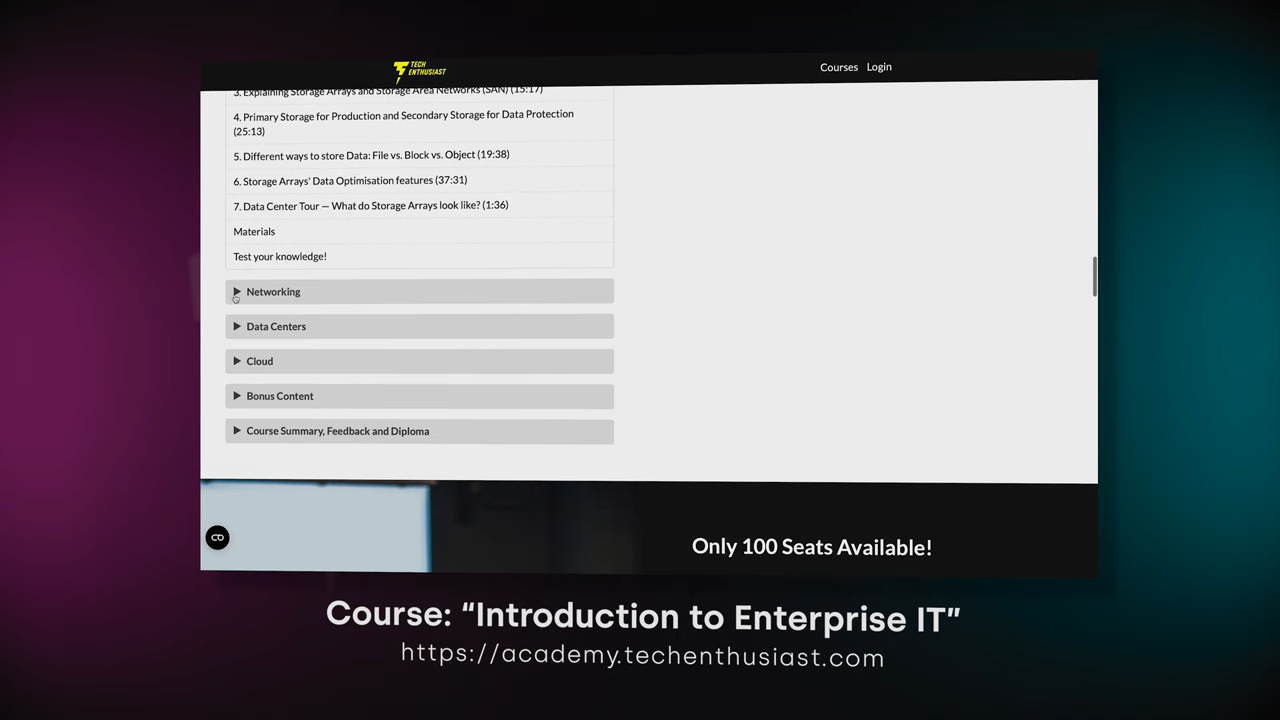 TECH
ENTHUSIAST
Courses Login
3. Explaining Storage Arrays and Storage Area Networks (SAN) (15:17)
4. Primary Storage for Production and Secondary Storage for Data Protection
(25:13)
5. Different ways to store Data: File vs. Block vs. Object (19:38)
6. Storage Arrays' Data Optimisation features (37:31)
7. Data Center Tour — What do Storage Arrays look like? (1:36)
Materials
Test your knowledge!
Networking
Data Centers
Cloud
Bonus Content
Course Summary, Feedback and Diploma
Only 100 Seats Available!
Course: “Introduction to Enterprise IT”
https://academy.techenthusiast.com